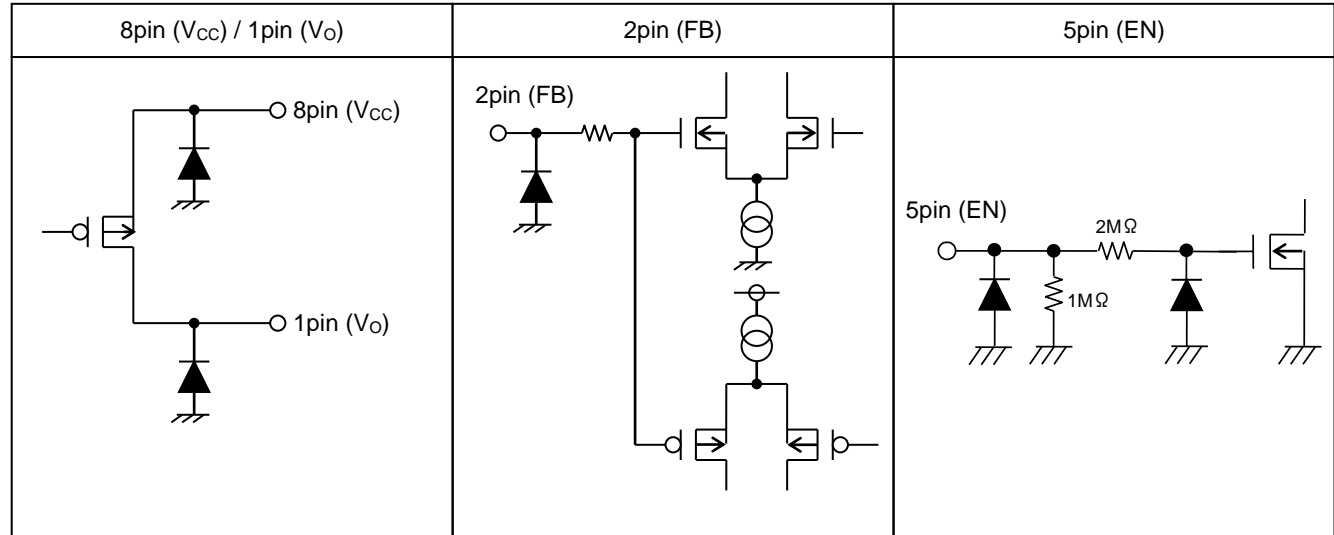 8pin (VCC) / 1pin (VO)
2pin (FB)
5pin (EN)
8pin (VCC)
1pin (VO)
2pin (FB)
5pin (EN)
2MΩ
1MΩ